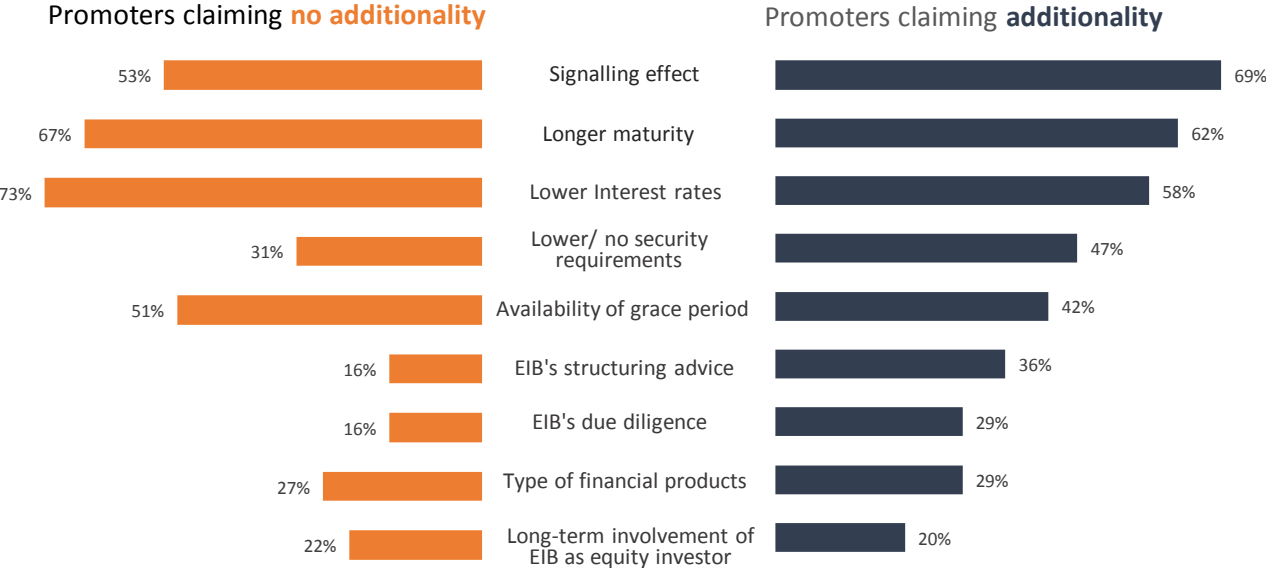 Promoters claiming no additionality
Promoters claiming additionality
53%
Signalling effect
69%
67%
Longer maturity
62%
73%
Lower Interest rates
58%
31%
Lower/ no security
requirements
47%
51%
Availability of grace period
42%
16%
EIB's structuring advice
36%
16%
EIB's due diligence
29%
27%
Type of financial products
29%
22%
Long-term involvement of
EIB as equity investor
20%